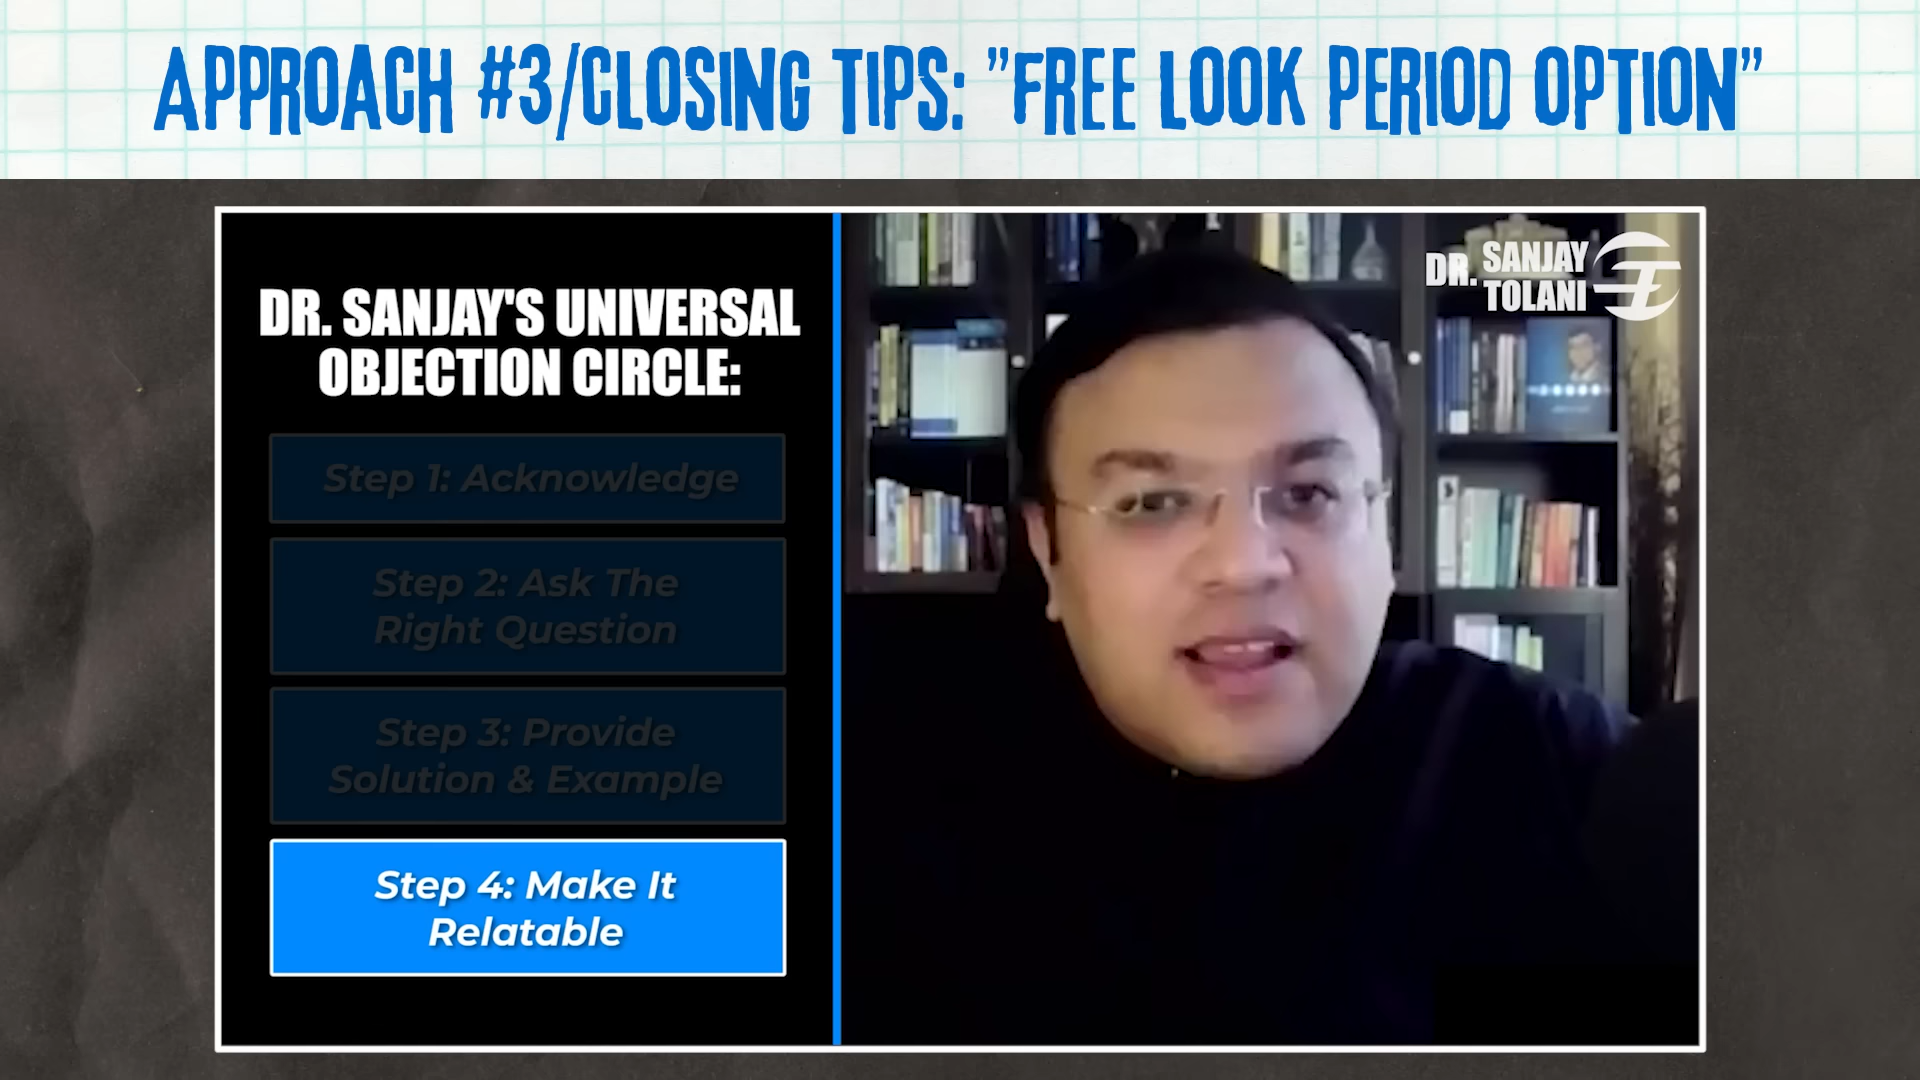 APPROACH #3/CLOSING TIPS: "FREE LOOK PERIOD OPTION"
DR. SANJAY'S UNIVERSAL
OBJECTION CIRCLE:
Step 1: Acknowledge
Step 2: Ask The
Right Question
Step 3: Provide
Solution & Example
Step 4: Make It
Relatable
DR. SANJAY
TOLANI